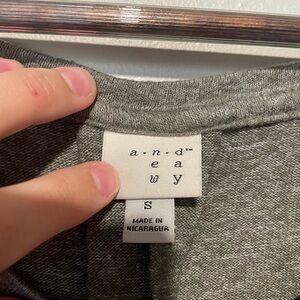 a · n · d™
e a
w y
S
MADE IN
NICARAGUA